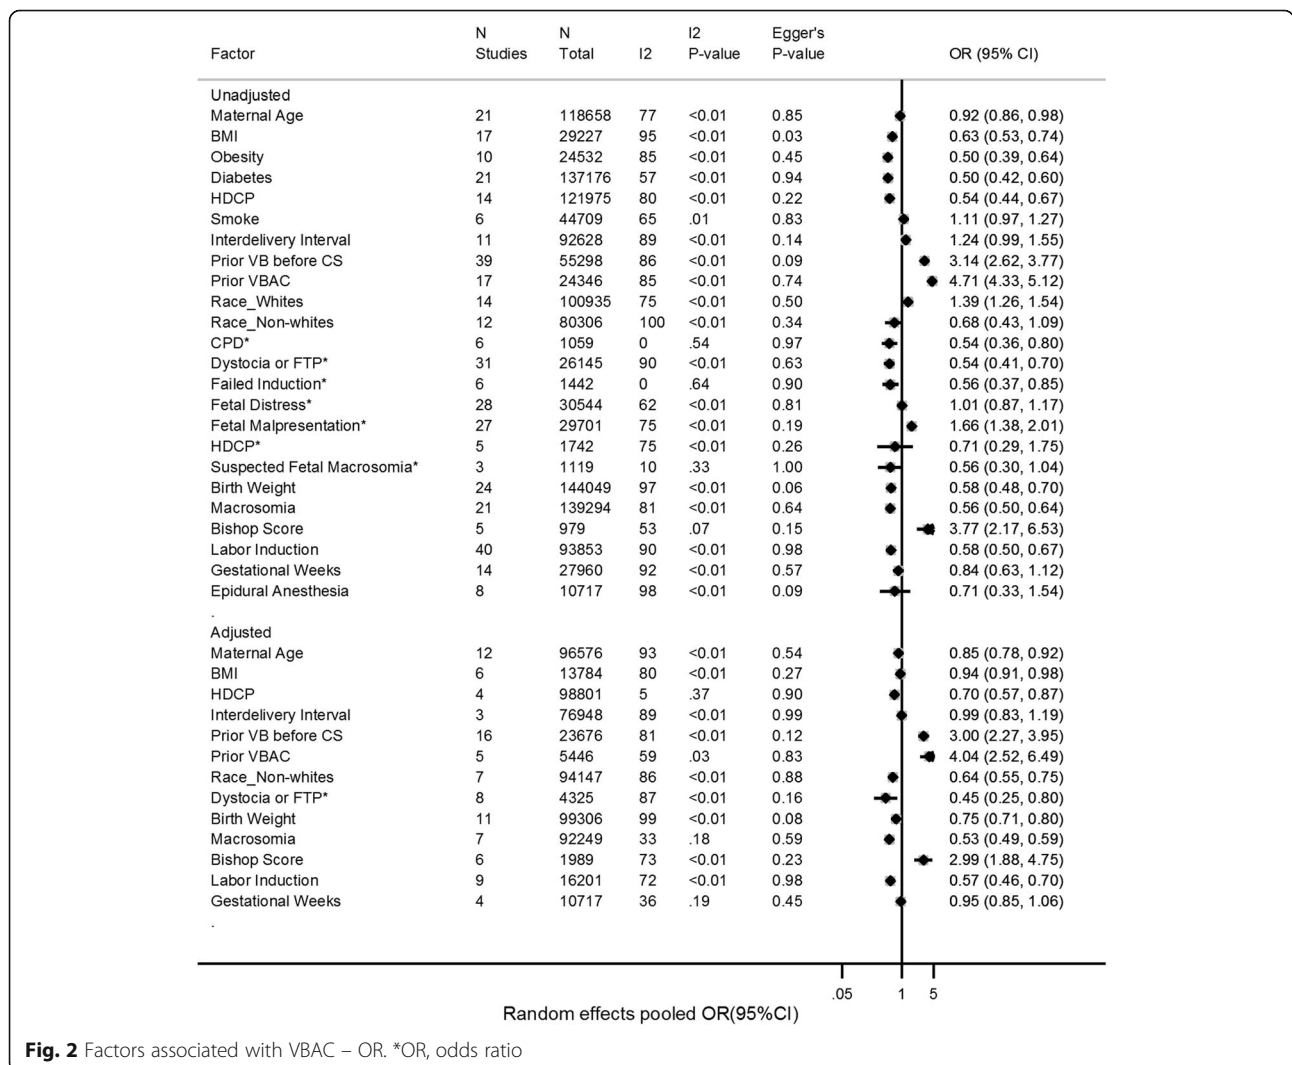 N N I2 Egger's
Factor Studies Total I2 P-value P-value OR (95% CI)
Unadjusted
Maternal Age 21 118658 77 <0.01 0.85 0.92 (0.86, 0.98)
BMI 17 29227 95 <0.01 0.03 0.63 (0.53, 0.74)
Obesity 10 24532 85 <0.01 0.45 0.50 (0.39, 0.64)
Diabetes 21 137176 57 <0.01 0.94 0.50 (0.42, 0.60)
HDCP 14 121975 80 <0.01 0.22 0.54 (0.44, 0.67)
Smoke 6 44709 65 .01 0.83 1.11 (0.97, 1.27)
Interdelivery Interval 11 92628 89 <0.01 0.14 1.24 (0.99, 1.55)
Prior VB before CS 39 55298 86 <0.01 0.09 3.14 (2.62, 3.77)
Prior VBAC 17 24346 85 <0.01 0.74 4.71 (4.33, 5.12)
Race_Whites 14 100935 75 <0.01 0.50 1.39 (1.26, 1.54)
Race_Non-whites 12 80306 100 <0.01 0.34 0.68 (0.43, 1.09)
CPD* 6 1059 0 .54 0.97 0.54 (0.36, 0.80)
Dystocia or FTP* 31 26145 90 <0.01 0.63 0.54 (0.41, 0.70)
Failed Induction* 6 1442 0 .64 0.90 0.56 (0.37, 0.85)
Fetal Distress* 28 30544 62 <0.01 0.81 1.01 (0.87, 1.17)
Fetal Malpresentation* 27 29701 75 <0.01 0.19 1.66 (1.38, 2.01)
HDCP* 5 1742 75 <0.01 0.26 0.71 (0.29, 1.75)
Suspected Fetal Macrosomia* 3 1119 10 .33 1.00 0.56 (0.30, 1.04)
Birth Weight 24 144049 97 <0.01 0.06 0.58 (0.48, 0.70)
Macrosomia 21 139294 81 <0.01 0.64 0.56 (0.50, 0.64)
Bishop Score 5 979 53 .07 0.15 3.77 (2.17, 6.53)
Labor Induction 40 93853 90 <0.01 0.98 0.58 (0.50, 0.67)
Gestational Weeks 14 27960 92 <0.01 0.57 0.84 (0.63, 1.12)
Epidural Anesthesia 8 10717 98 <0.01 0.09 0.71 (0.33, 1.54)
.
Adjusted
Maternal Age 12 96576 93 <0.01 0.54 0.85 (0.78, 0.92)
BMI 6 13784 80 <0.01 0.27 0.94 (0.91, 0.98)
HDCP 4 98801 5 .37 0.90 0.70 (0.57, 0.87)
Interdelivery Interval 3 76948 89 <0.01 0.99 0.99 (0.83, 1.19)
Prior VB before CS 16 23676 81 <0.01 0.12 3.00 (2.27, 3.95)
Prior VBAC 5 5446 59 .03 0.83 4.04 (2.52, 6.49)
Race_Non-whites 7 94147 86 <0.01 0.88 0.64 (0.55, 0.75)
Dystocia or FTP* 8 4325 87 <0.01 0.16 0.45 (0.25, 0.80)
Birth Weight 11 99306 99 <0.01 0.08 0.75 (0.71, 0.80)
Macrosomia 7 92249 33 .18 0.59 0.53 (0.49, 0.59)
Bishop Score 6 1989 73 <0.01 0.23 2.99 (1.88, 4.75)
Labor Induction 9 16201 72 <0.01 0.98 0.57 (0.46, 0.70)
Gestational Weeks 4 10717 36 .19 0.45 0.95 (0.85, 1.06)
.
.05 1 5
Random effects pooled OR(95%CI)
Fig. 2 Factors associated with VBAC – OR. *OR, odds ratio